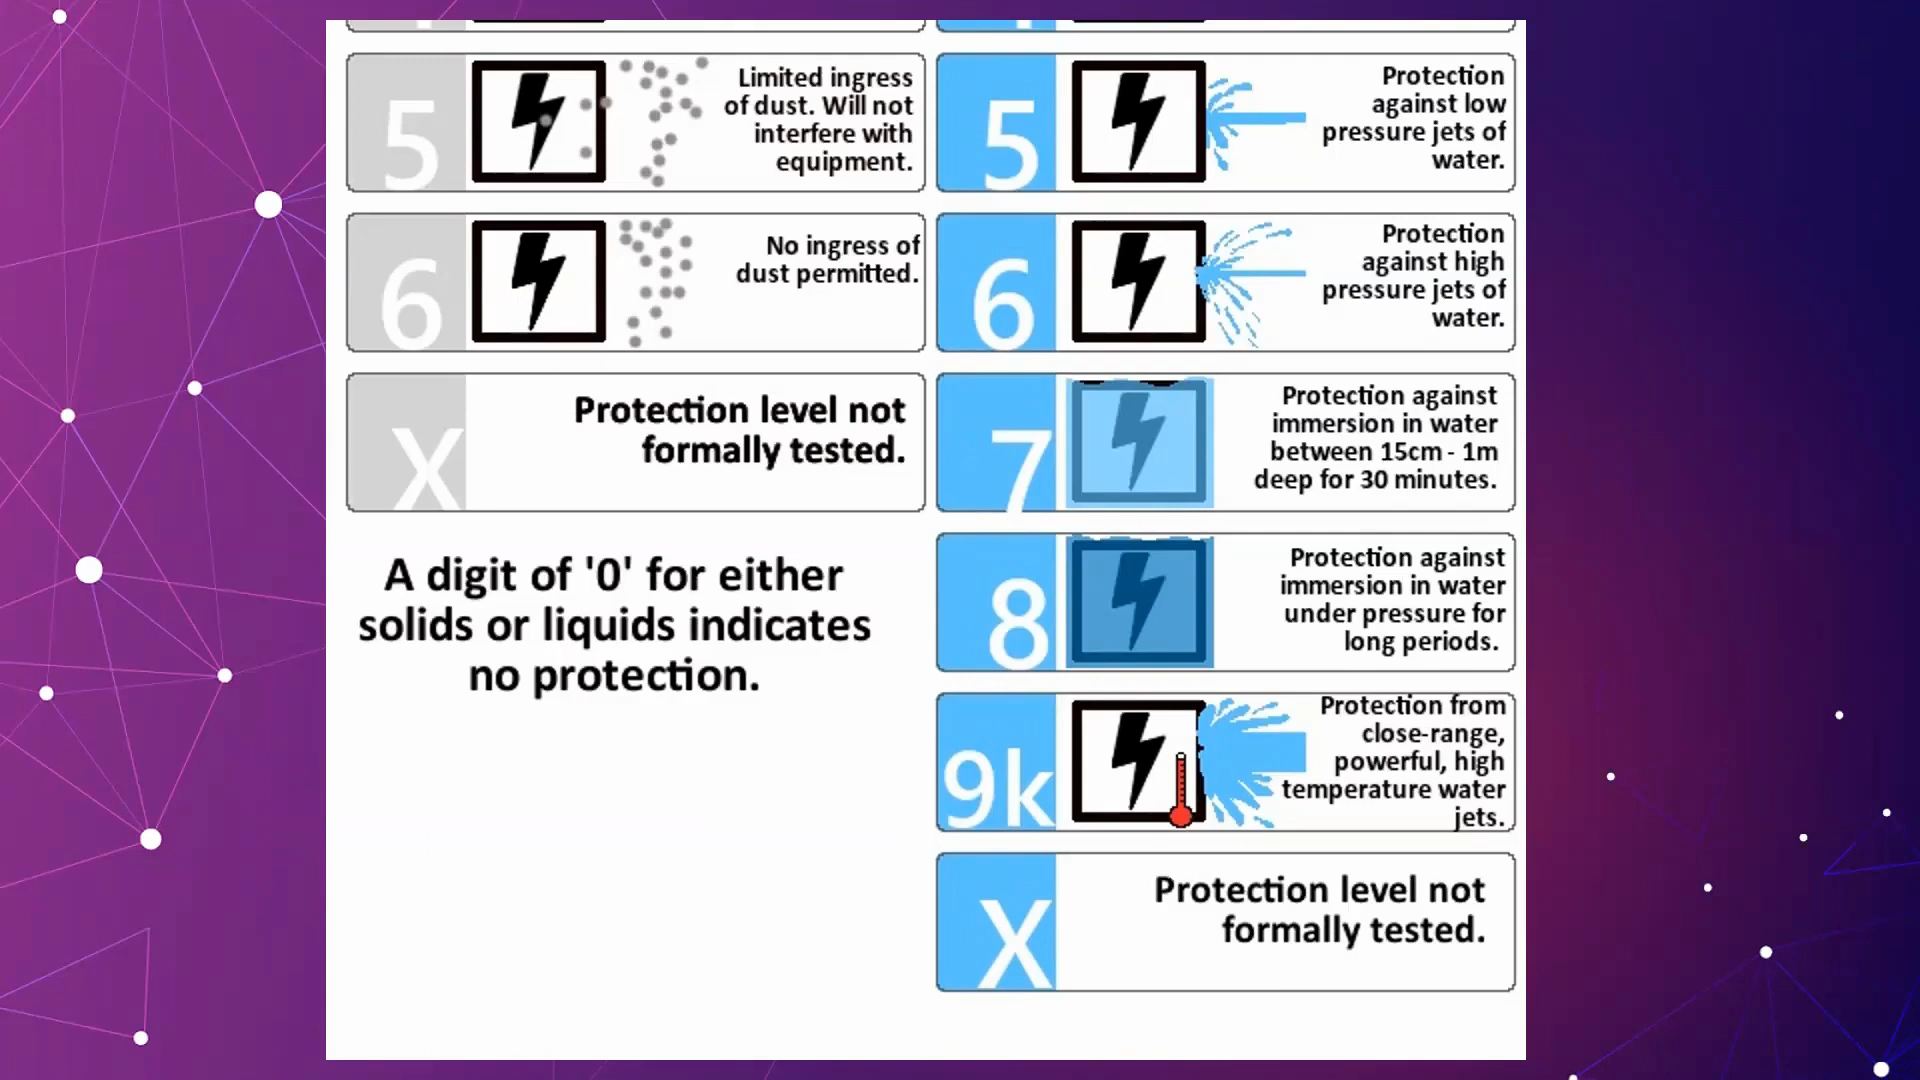 5
Limited ingress
of dust. Will not
interfere with
equipment.
6
No ingress of
dust permitted.
X
Protection level not
formally tested.
A digit of '0' for either
solids or liquids indicates
no protection.
5
Protection
against low
pressure jets of
water.
6
Protection
against high
pressure jets of
water.
7
Protection against
immersion in water
between 15cm - 1m
deep for 30 minutes.
8
Protection against
immersion in water
under pressure for
long periods.
9k
Protection from
close-range,
powerful, high
temperature water
jets.
X
Protection level not
formally tested.